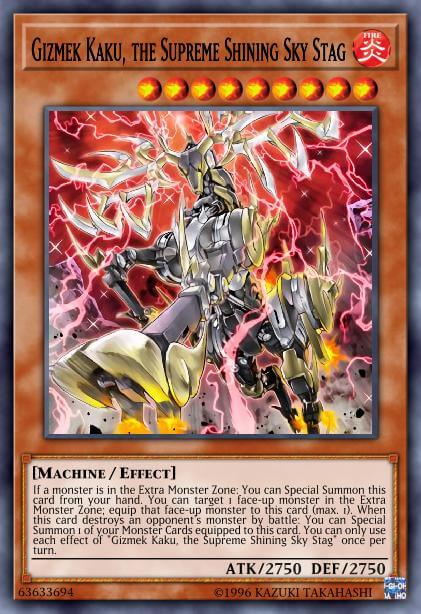 Gizmek Kaku, the Supreme Shining Sky Stag
FIRE
炎
[Machine / Effect]
If a monster is in the Extra Monster Zone: You can Special Summon this
card from your hand. You can target 1 face-up monster in the Extra
Monster Zone; equip that face-up monster to this card (max. 1). When
this card destroys an opponent's monster by battle: You can Special
Summon 1 of your Monster Cards equipped to this card. You can only use
each effect of "Gizmek Kaku, the Supreme Shining Sky Stag" once per
turn.
ATK/2750 DEF/2750
63633694
©1996 KAZUKI TAKAHASHI